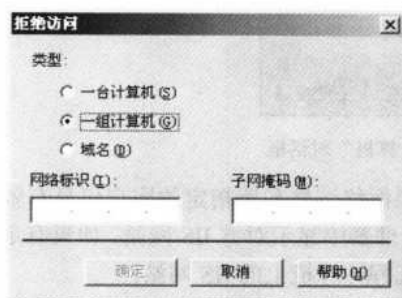 拒绝访问
类型:
一台计算机(S)
一组计算机(G)
域名(D)
网络标识(I):
子网掩码(M):
确定
取消
帮助(H)